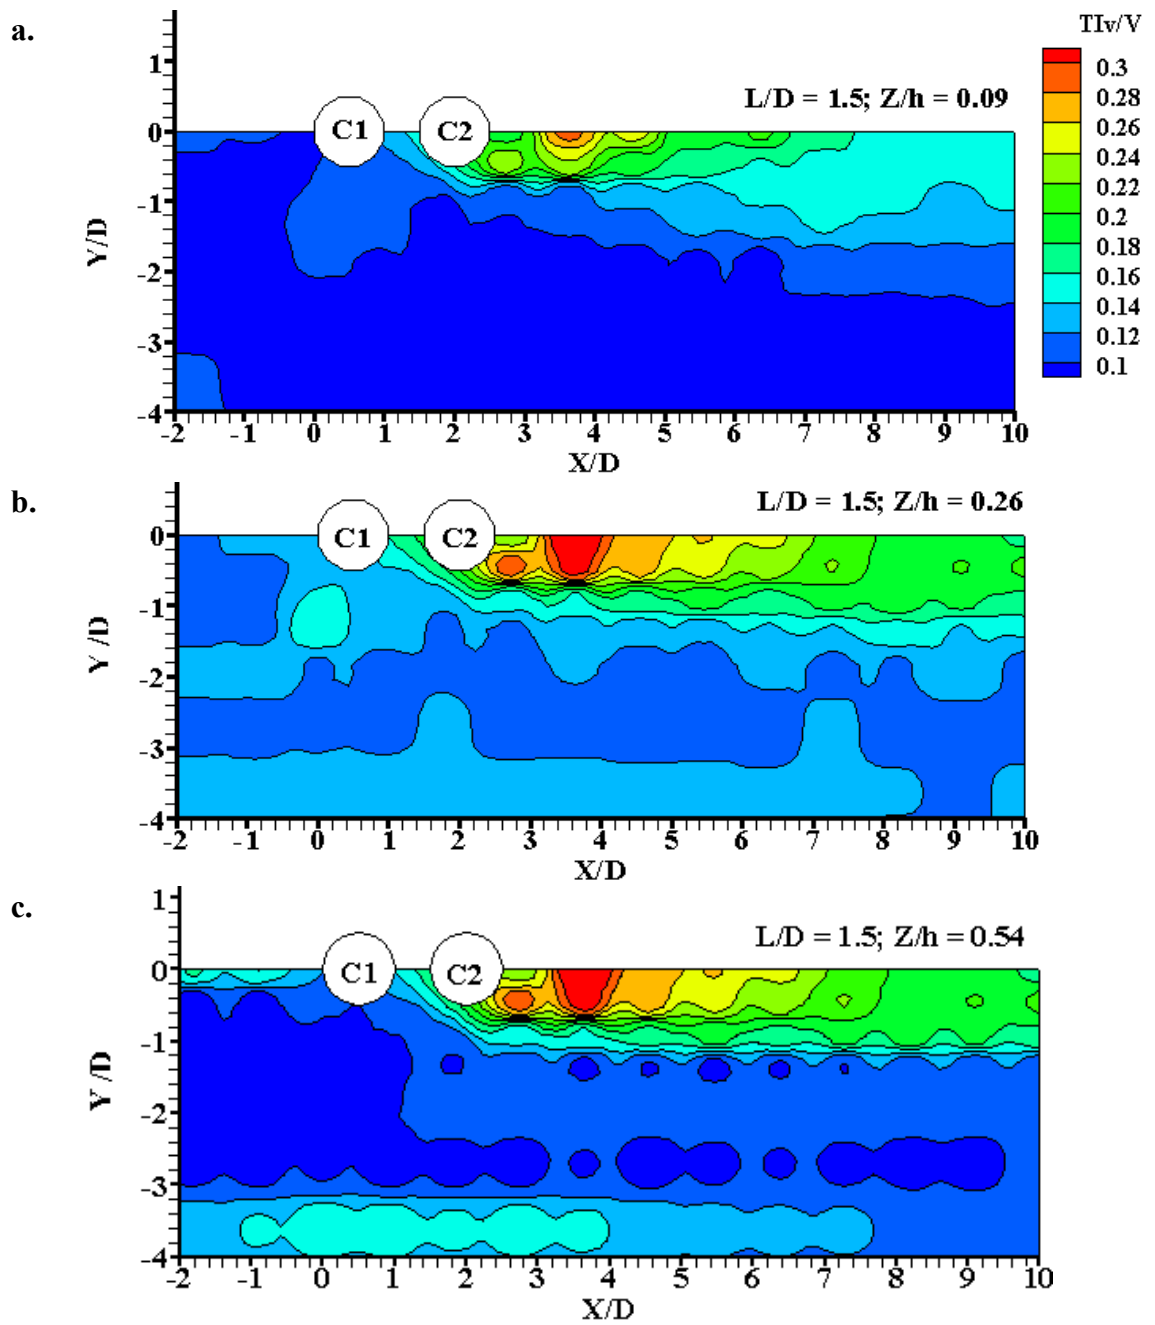 a.
TIv/V
L/D = 1.5; Z/h = 0.09
1
0
-1
-2
-3
-4
Y/D
C1
C2
-2 -1 0 1 2 3 4 5 6 7 8 9 10
X/D
0.3
0.28
0.26
0.24
0.22
0.2
0.18
0.16
0.14
0.12
0.1
b.
L/D = 1.5; Z/h = 0.26
0
-1
-2
-3
-4
Y /D
C1
C2
-2 -1 0 1 2 3 4 5 6 7 8 9 10
X/D
c.
L/D = 1.5; Z/h = 0.54
1
0
-1
-2
-3
-4
Y /D
C1
C2
-2 -1 0 1 2 3 4 5 6 7 8 9 10
X/D